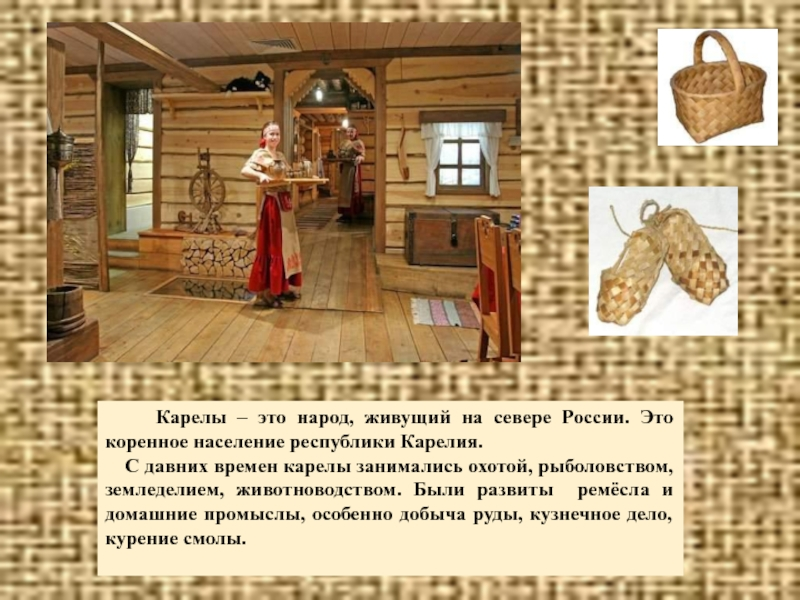 Карелы – это народ, живущий на севере России. Это
коренное население республики Карелия.
С давних времен карелы занимались охотой, рыболовством,
земледелием, животноводством. Были развиты ремёсла и
домашние промыслы, особенно добыча руды, кузнечное дело,
курение смолы.